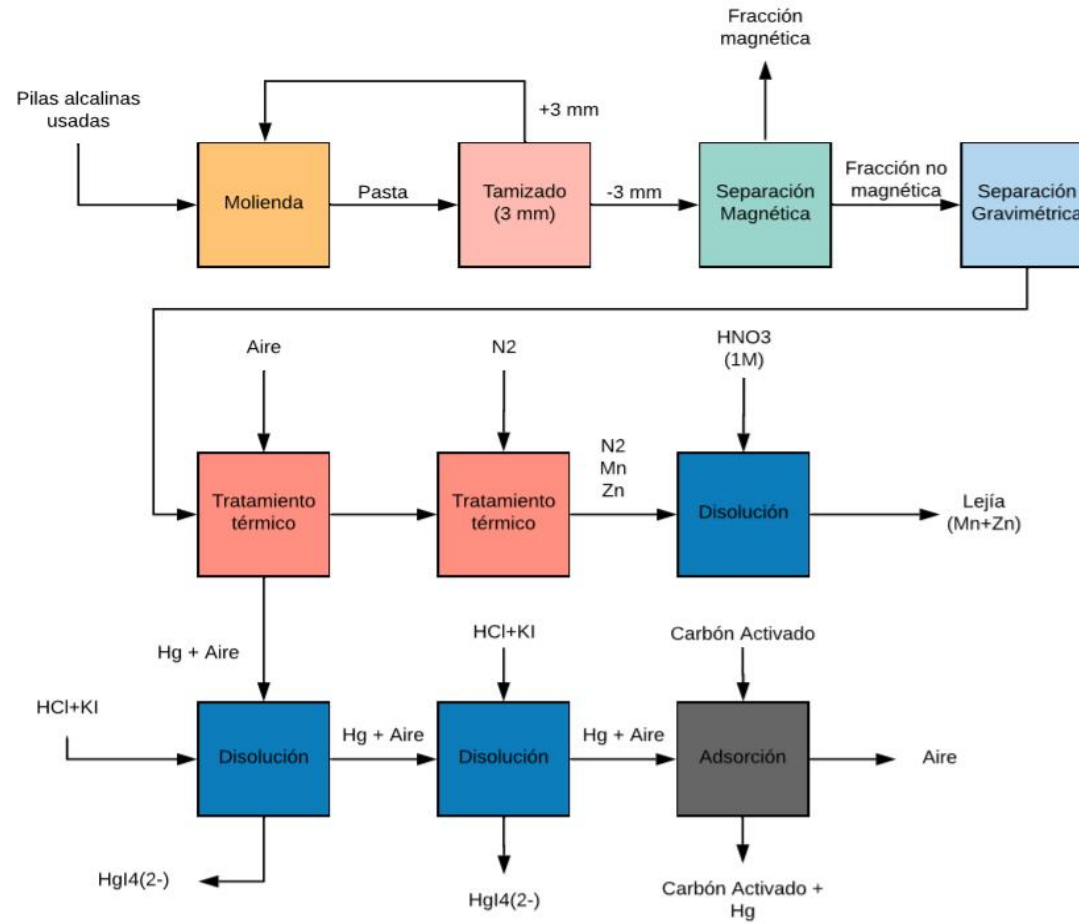 Fracción
magnética
Pilas alcalinas
usadas
+3 mm
Molienda
Pasta
Tamizado
(3 mm)
-3 mm
Separación
Magnética
Fracción no
magnética
Separación
Gravimétrica
Aire
N2
HNO3
(1M)
Tratamiento
térmico
Tratamiento
térmico
N2
Mn
Zn
Disolución
Lejía
(Mn+Zn)
Hg + Aire
HCl+KI
Carbón Activado
HCl+KI
Disolución
Hg + Aire
Disolución
Hg + Aire
Adsorción
Aire
HgI4(2-)
HgI4(2-)
Carbón Activado +
Hg